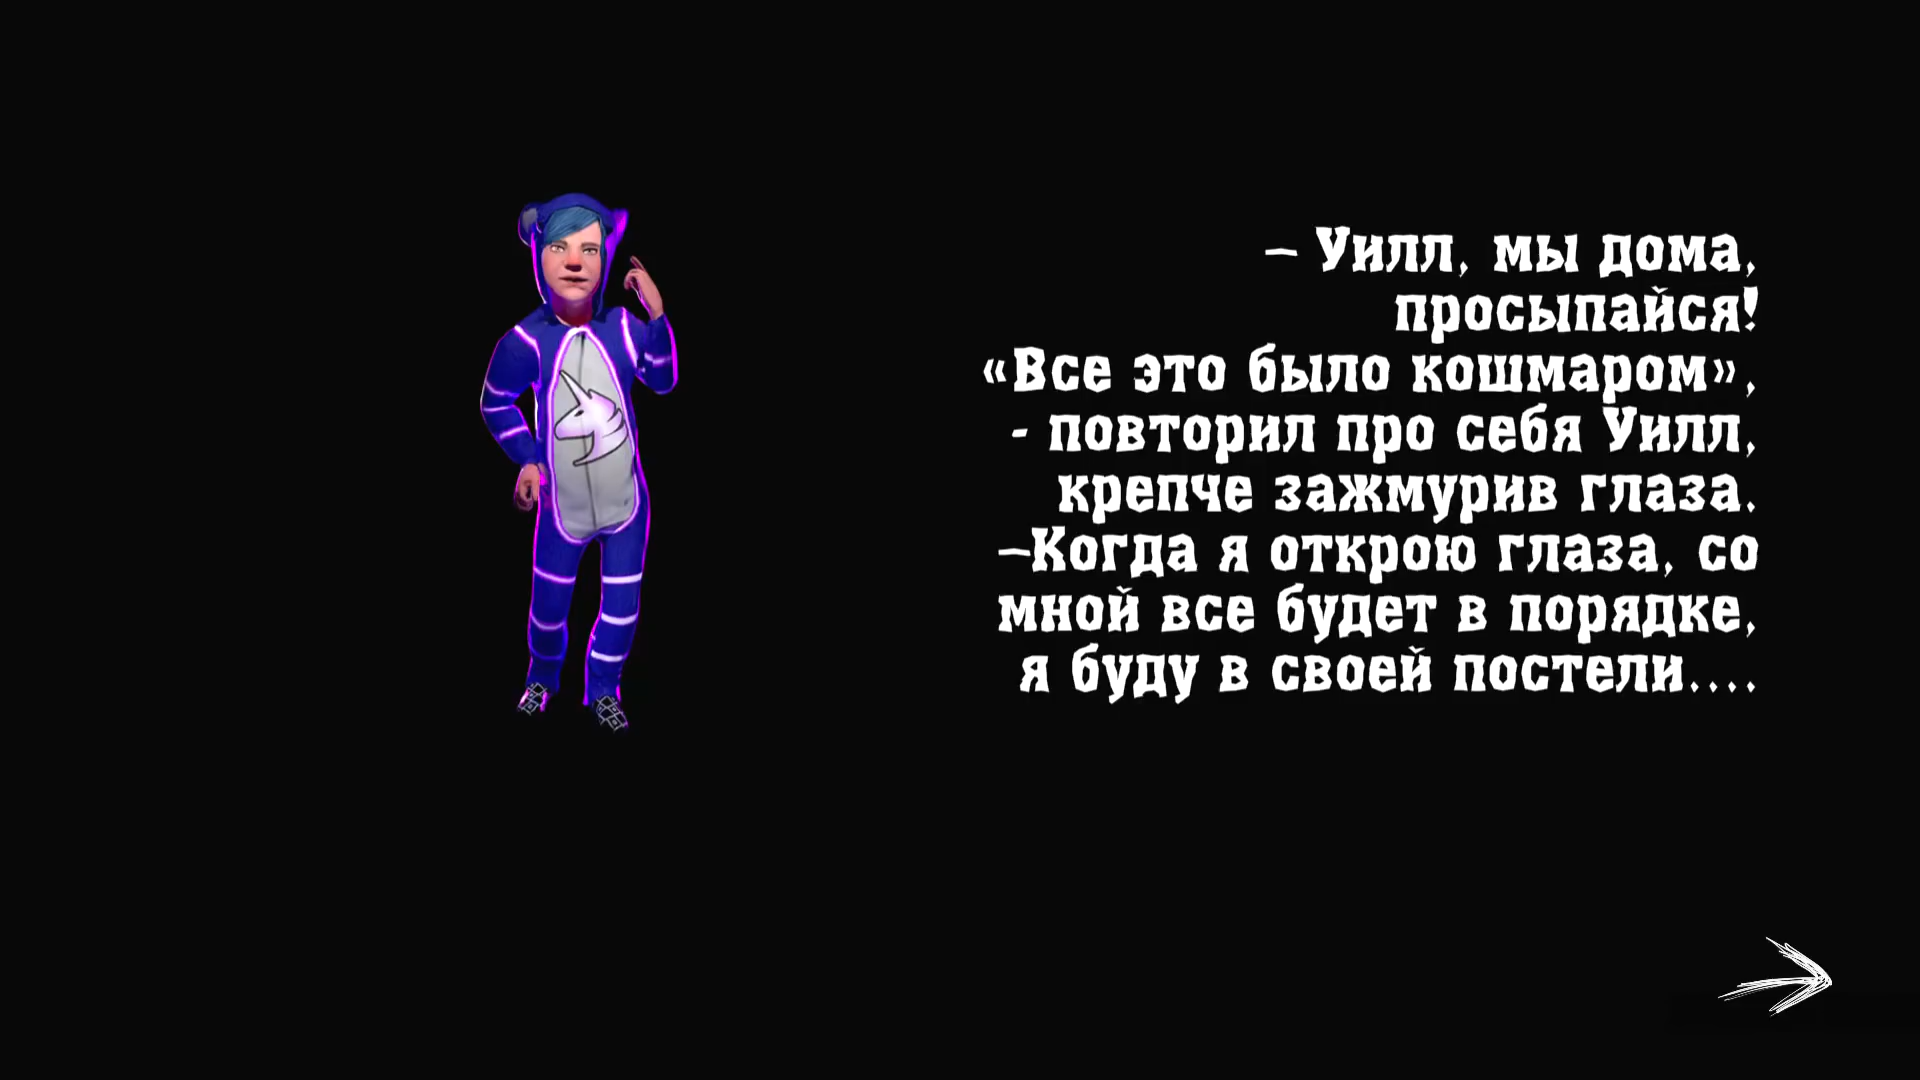 – Уилл, мы дома,
просыпайся!
«Все это было кошмаром»,
- повторил про себя Уилл,
крепче зажмурив глаза.
–Когда я открою глаза, со
мной все будет в порядке,
я буду в своей постели....